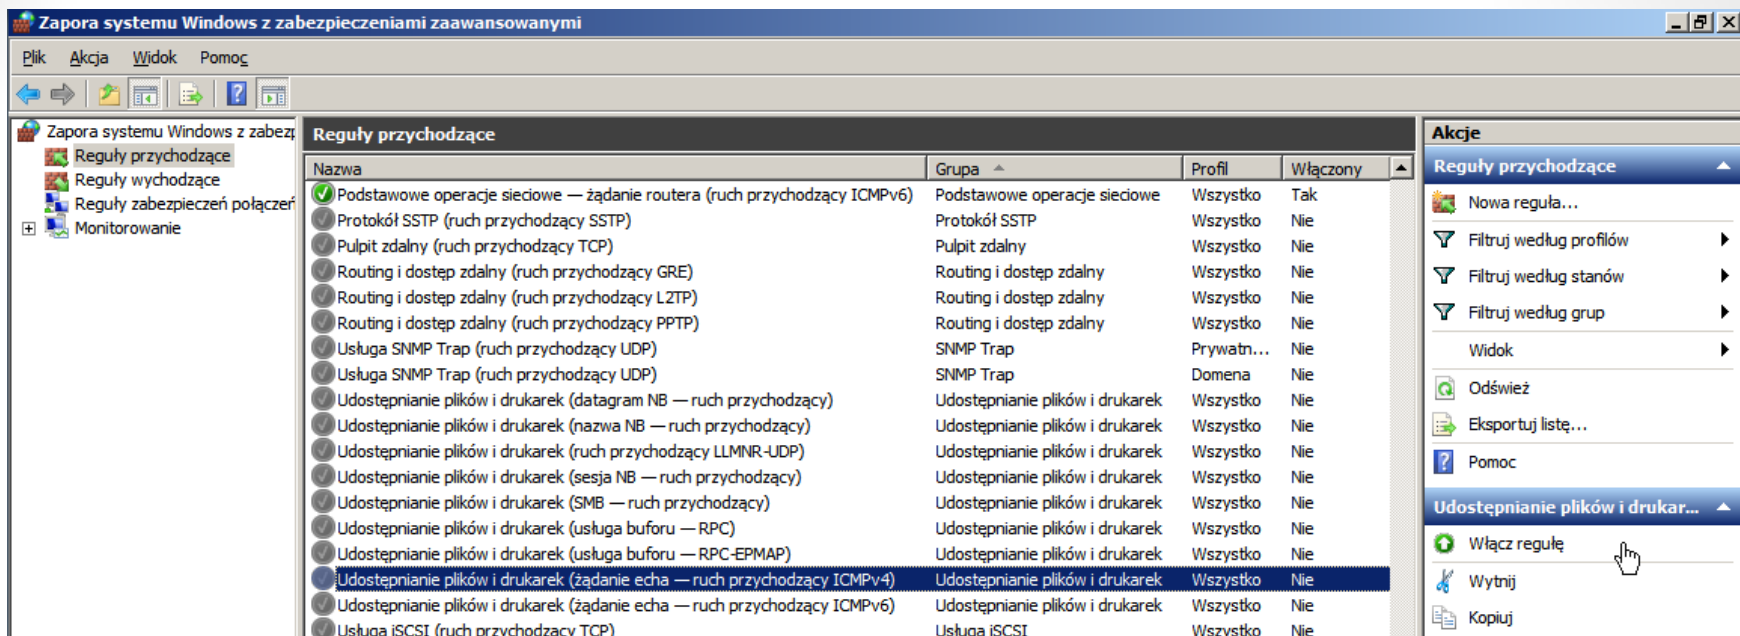 Zapora systemu Windows z zabezpieczeniami zaawansowanymi
Plik Akcja Widok Pomoc
Zapora systemu Windows z zabezp
Reguły przychodzące
Reguły wychodzące
Reguły zabezpieczeń połączeń
Monitorowanie
Reguły przychodzące
Nazwa Grupa Profil Włączony
Podstawowe operacje sieciowe — żądanie routera (ruch przychodzący ICMPv6) Podstawowe operacje sieciowe Wszystko Tak
Protokół SSTP (ruch przychodzący SSTP) Protokół SSTP Wszystko Nie
Pulpit zdalny (ruch przychodzący TCP) Pulpit zdalny Wszystko Nie
Routing i dostęp zdalny (ruch przychodzący GRE) Routing i dostęp zdalny Wszystko Nie
Routing i dostęp zdalny (ruch przychodzący L2TP) Routing i dostęp zdalny Wszystko Nie
Routing i dostęp zdalny (ruch przychodzący PPTP) Routing i dostęp zdalny Wszystko Nie
Usługa SNMP Trap (ruch przychodzący UDP) SNMP Trap Prywatn... Nie
Usługa SNMP Trap (ruch przychodzący UDP) SNMP Trap Domena Nie
Udostępnianie plików i drukarek (datagram NB — ruch przychodzący) Udostępnianie plików i drukarek Wszystko Nie
Udostępnianie plików i drukarek (nazwa NB — ruch przychodzący) Udostępnianie plików i drukarek Wszystko Nie
Udostępnianie plików i drukarek (ruch przychodzący LLMNR-UDP) Udostępnianie plików i drukarek Wszystko Nie
Udostępnianie plików i drukarek (sesja NB — ruch przychodzący) Udostępnianie plików i drukarek Wszystko Nie
Udostępnianie plików i drukarek (SMB — ruch przychodzący) Udostępnianie plików i drukarek Wszystko Nie
Udostępnianie plików i drukarek (usługa buforu — RPC) Udostępnianie plików i drukarek Wszystko Nie
Udostępnianie plików i drukarek (usługa buforu — RPC-EPMAP) Udostępnianie plików i drukarek Wszystko Nie
Udostępnianie plików i drukarek (żądanie echa — ruch przychodzący ICMPv4) Udostępnianie plików i drukarek Wszystko Nie
Udostępnianie plików i drukarek (żądanie echa — ruch przychodzący ICMPv6) Udostępnianie plików i drukarek Wszystko Nie
Usługa iSCSI (ruch przychodzący TCP) Usługa iSCSI Wszystko Nie
Akcje
Reguły przychodzące
Nowa reguła...
Filtruj według profilów
Filtruj według stanów
Filtruj według grup
Widok
Odśwież
Eksportuj listę...
Pomoc
Udostępnianie plików i drukar...
Włącz regułę
Wytnij
Kopiuj